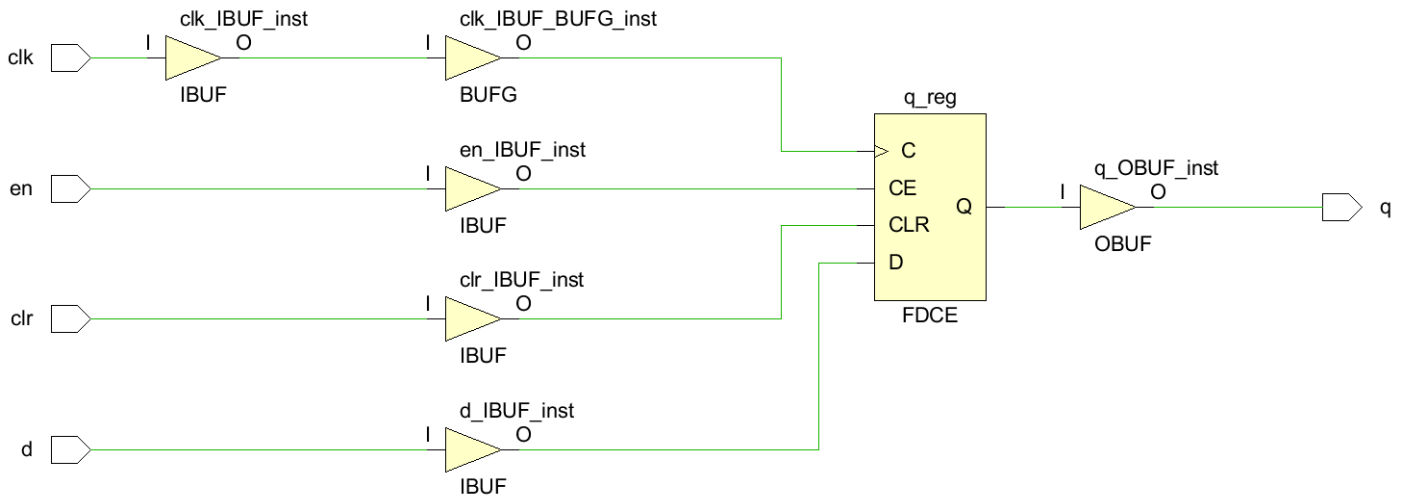 clk_IBUF_inst
clk_IBUF_BUFG_inst
clk
I
O
I
O
IBUF
BUFG
q_reg
en_IBUF_inst
C
q_OBUF_inst
en
I
O
CE
I
O
Q
q
IBUF
CLR
OBUF
D
clr_IBUF_inst
I
O
FDCE
clr
IBUF
d_IBUF_inst
I
O
d
IBUF